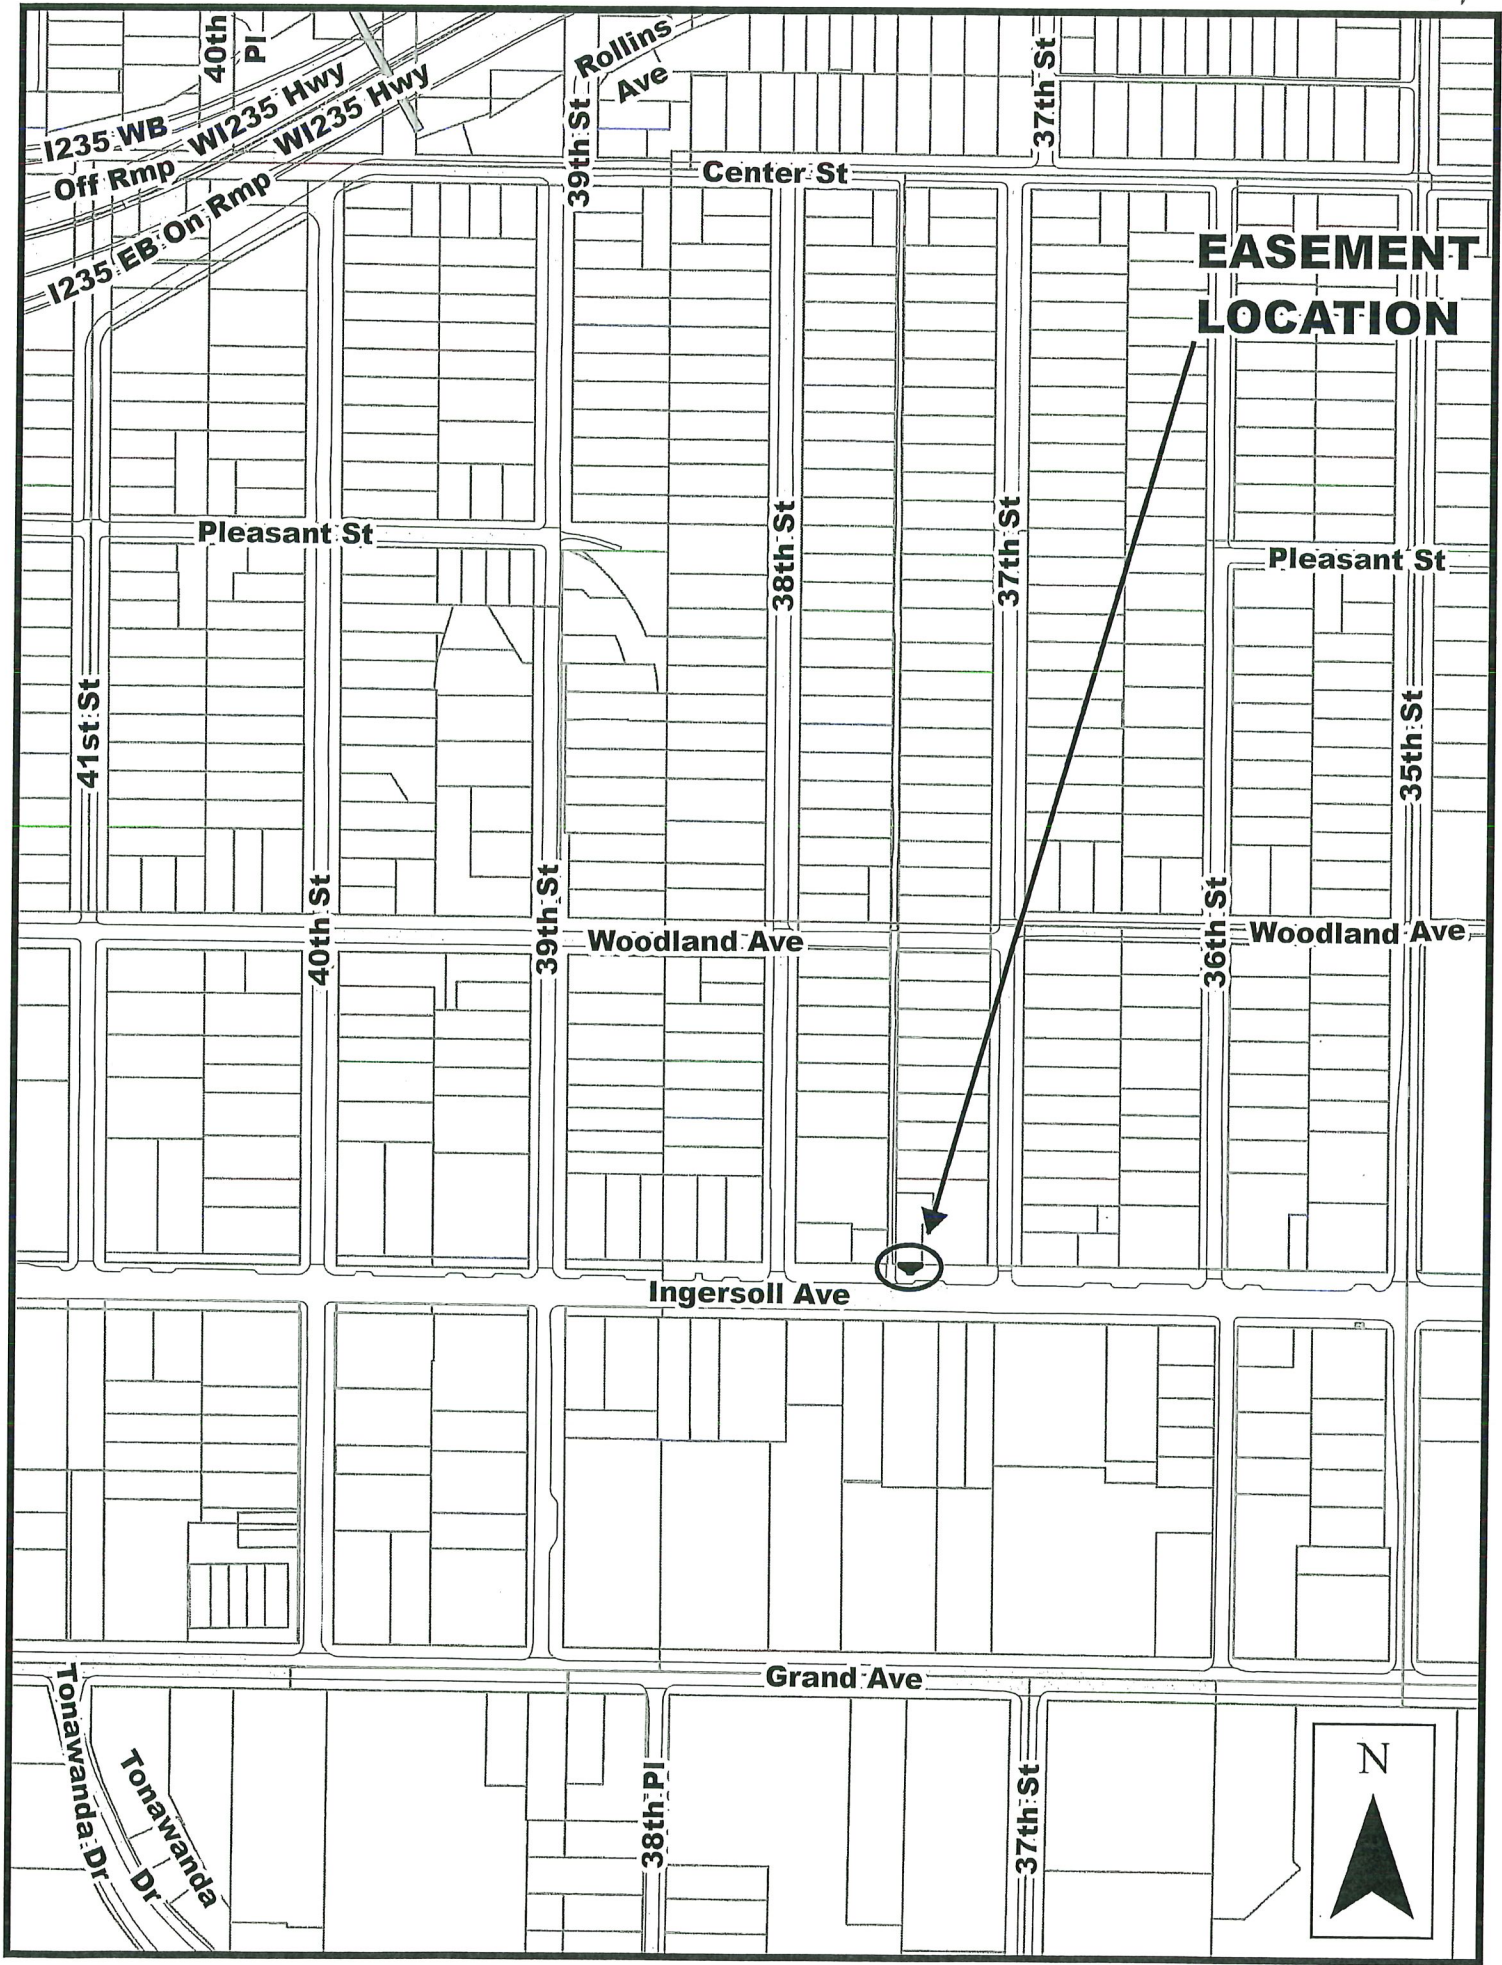 40th
Pl
Rollins
Ave
37th St
I235 WB
WI235 Hwy
WI235 Hwy
Off Rmp
I235 EB On Rmp
39th St
Center St
EASEMENT
LOCATION
Pleasant St
38th St
37th St
Pleasant St
41st St
35th St
40th St
39th St
Woodland Ave
36th St
Woodland Ave
Ingersoll Ave
Grand Ave
Tonawanda Dr
Tonawanda
Dr
38th Pl
37th St
N